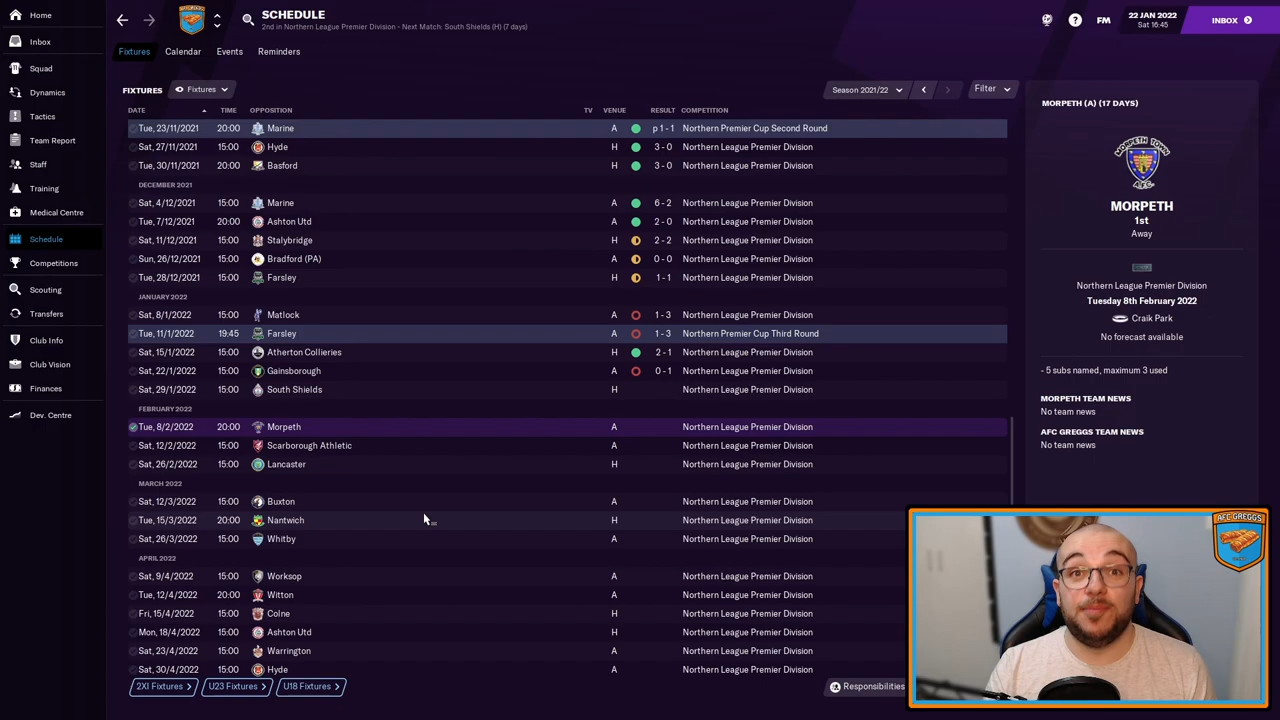 Home
Inbox
Squad
Dynamics
Tactics
Team Report
Staff
Training
Medical Centre
Schedule
Competitions
Scouting
Transfers
Club Info
Club Vision
Finances
Dev. Centre
SCHEDULE
2nd in Northern League Premier Division - Next Match: South Shields (H) (7 days)
FM
22 JAN 2022
Sat 16:45
INBOX
Fixtures Calendar Events Reminders
FIXTURES Fixtures Season 2021/22 Filter
DATE TIME OPPOSITION TV VENUE RESULT COMPETITION
Tue, 23/11/2021 20:00 Marine A p 1 - 1 Northern Premier Cup Second Round
Sat, 27/11/2021 15:00 Hyde H 3 - 0 Northern League Premier Division
Tue, 30/11/2021 20:00 Basford A 3 - 0 Northern League Premier Division
DECEMBER 2021
Sat, 4/12/2021 15:00 Marine A 6 - 2 Northern League Premier Division
Tue, 7/12/2021 20:00 Ashton Utd A 2 - 0 Northern League Premier Division
Sat, 11/12/2021 15:00 Stalybridge H 2 - 2 Northern League Premier Division
Sun, 26/12/2021 15:00 Bradford (PA) A 0 - 0 Northern League Premier Division
Tue, 28/12/2021 15:00 Farsley H 1 - 1 Northern League Premier Division
JANUARY 2022
Sat, 8/1/2022 15:00 Matlock A 1 - 3 Northern League Premier Division
Tue, 11/1/2022 19:45 Farsley A 1 - 3 Northern Premier Cup Third Round
Sat, 15/1/2022 15:00 Atherton Collieries H 2 - 1 Northern League Premier Division
Sat, 22/1/2022 15:00 Gainsborough A 0 - 1 Northern League Premier Division
Sat, 29/1/2022 15:00 South Shields H Northern League Premier Division
FEBRUARY 2022
Tue, 8/2/2022 20:00 Morpeth A Northern League Premier Division
Sat, 12/2/2022 15:00 Scarborough Athletic A Northern League Premier Division
Sat, 26/2/2022 15:00 Lancaster H Northern League Premier Division
MARCH 2022
Sat, 12/3/2022 15:00 Buxton A Northern League Premier Division
Tue, 15/3/2022 20:00 Nantwich H Northern League Premier Division
Sat, 26/3/2022 15:00 Whitby A Northern League Premier Division
APRIL 2022
Sat, 9/4/2022 15:00 Worksop A Northern League Premier Division
Tue, 12/4/2022 20:00 Witton A Northern League Premier Division
Fri, 15/4/2022 15:00 Colne H Northern League Premier Division
Mon, 18/4/2022 15:00 Ashton Utd H Northern League Premier Division
Sat, 23/4/2022 15:00 Warrington A Northern League Premier Division
Sat, 30/4/2022 15:00 Hyde A Northern League Premier Division
2XI Fixtures U23 Fixtures U18 Fixtures Responsibilities
MORPETH (A) (17 DAYS)
MORPETH TOWN
A.F.C.
MORPETH
1st
Away
Northern League Premier Division
Tuesday 8th February 2022
Craik Park
No forecast available
- 5 subs named, maximum 3 used
MORPETH TEAM NEWS
No team news
AFC GREGGS TEAM NEWS
No team news
AFC GREGGS